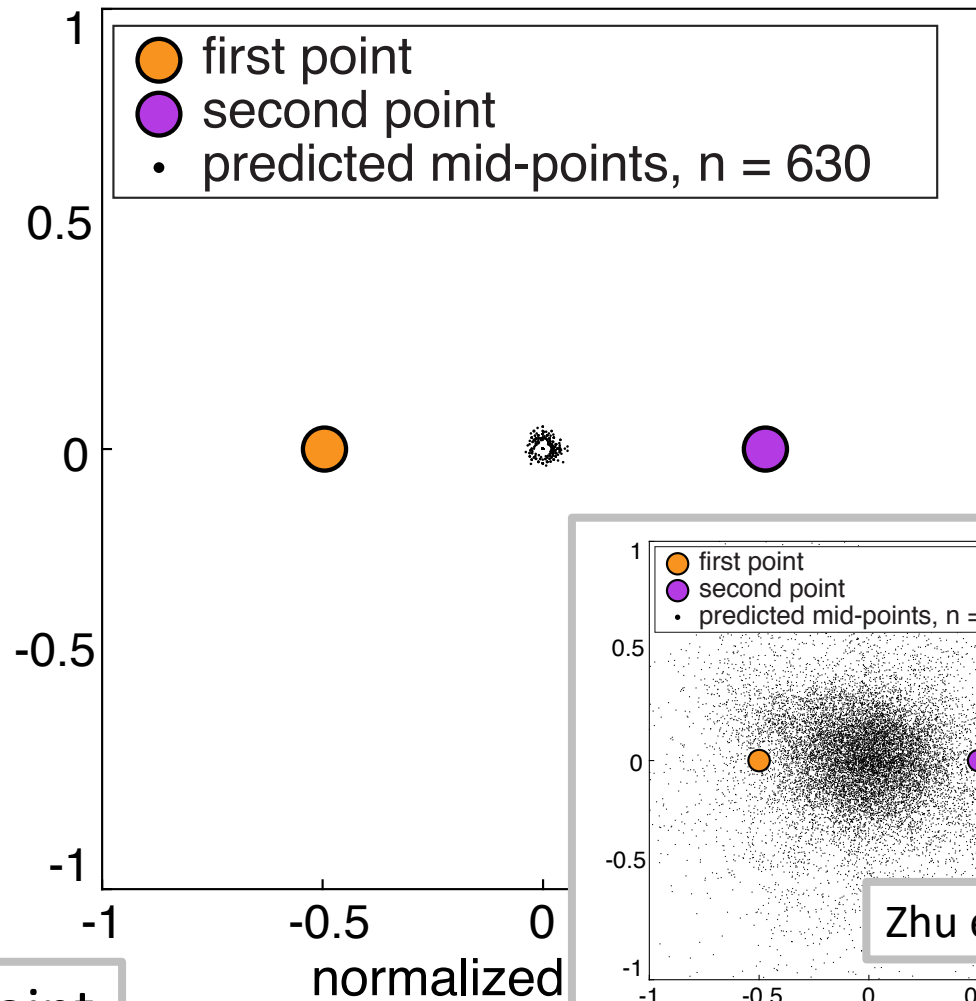 1
first point
second point
predicted mid-points, n = 630
0.5
0
-0.5
-1
-1 -0.5 0
normalized
1
first point
second point
predicted mid-points, n =
0.5
0
-0.5
-1
-1 -0.5 0
Zhu